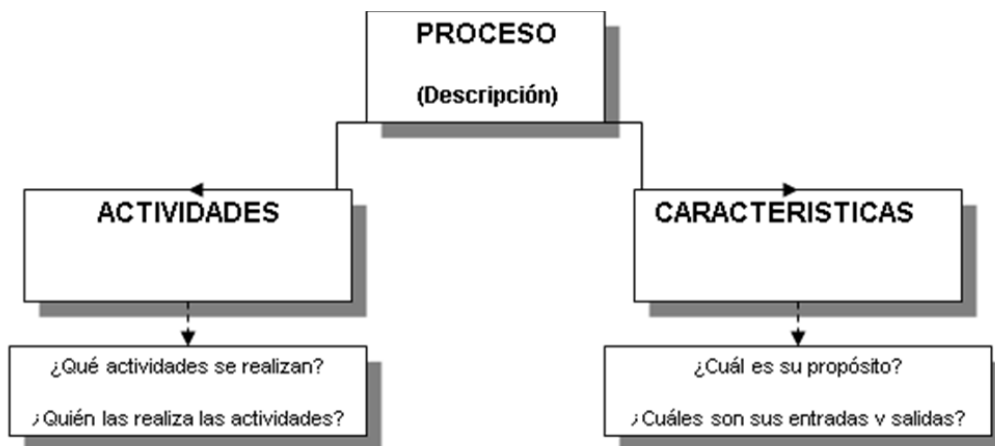 PROCESO
(Descripción)
ACTIVIDADES
CARACTERISTICAS
¿Qué actividades se realizan?
¿Quién las realiza las actividades?
¿Cuál es su propósito?
¿Cuáles son sus entradas y salidas?